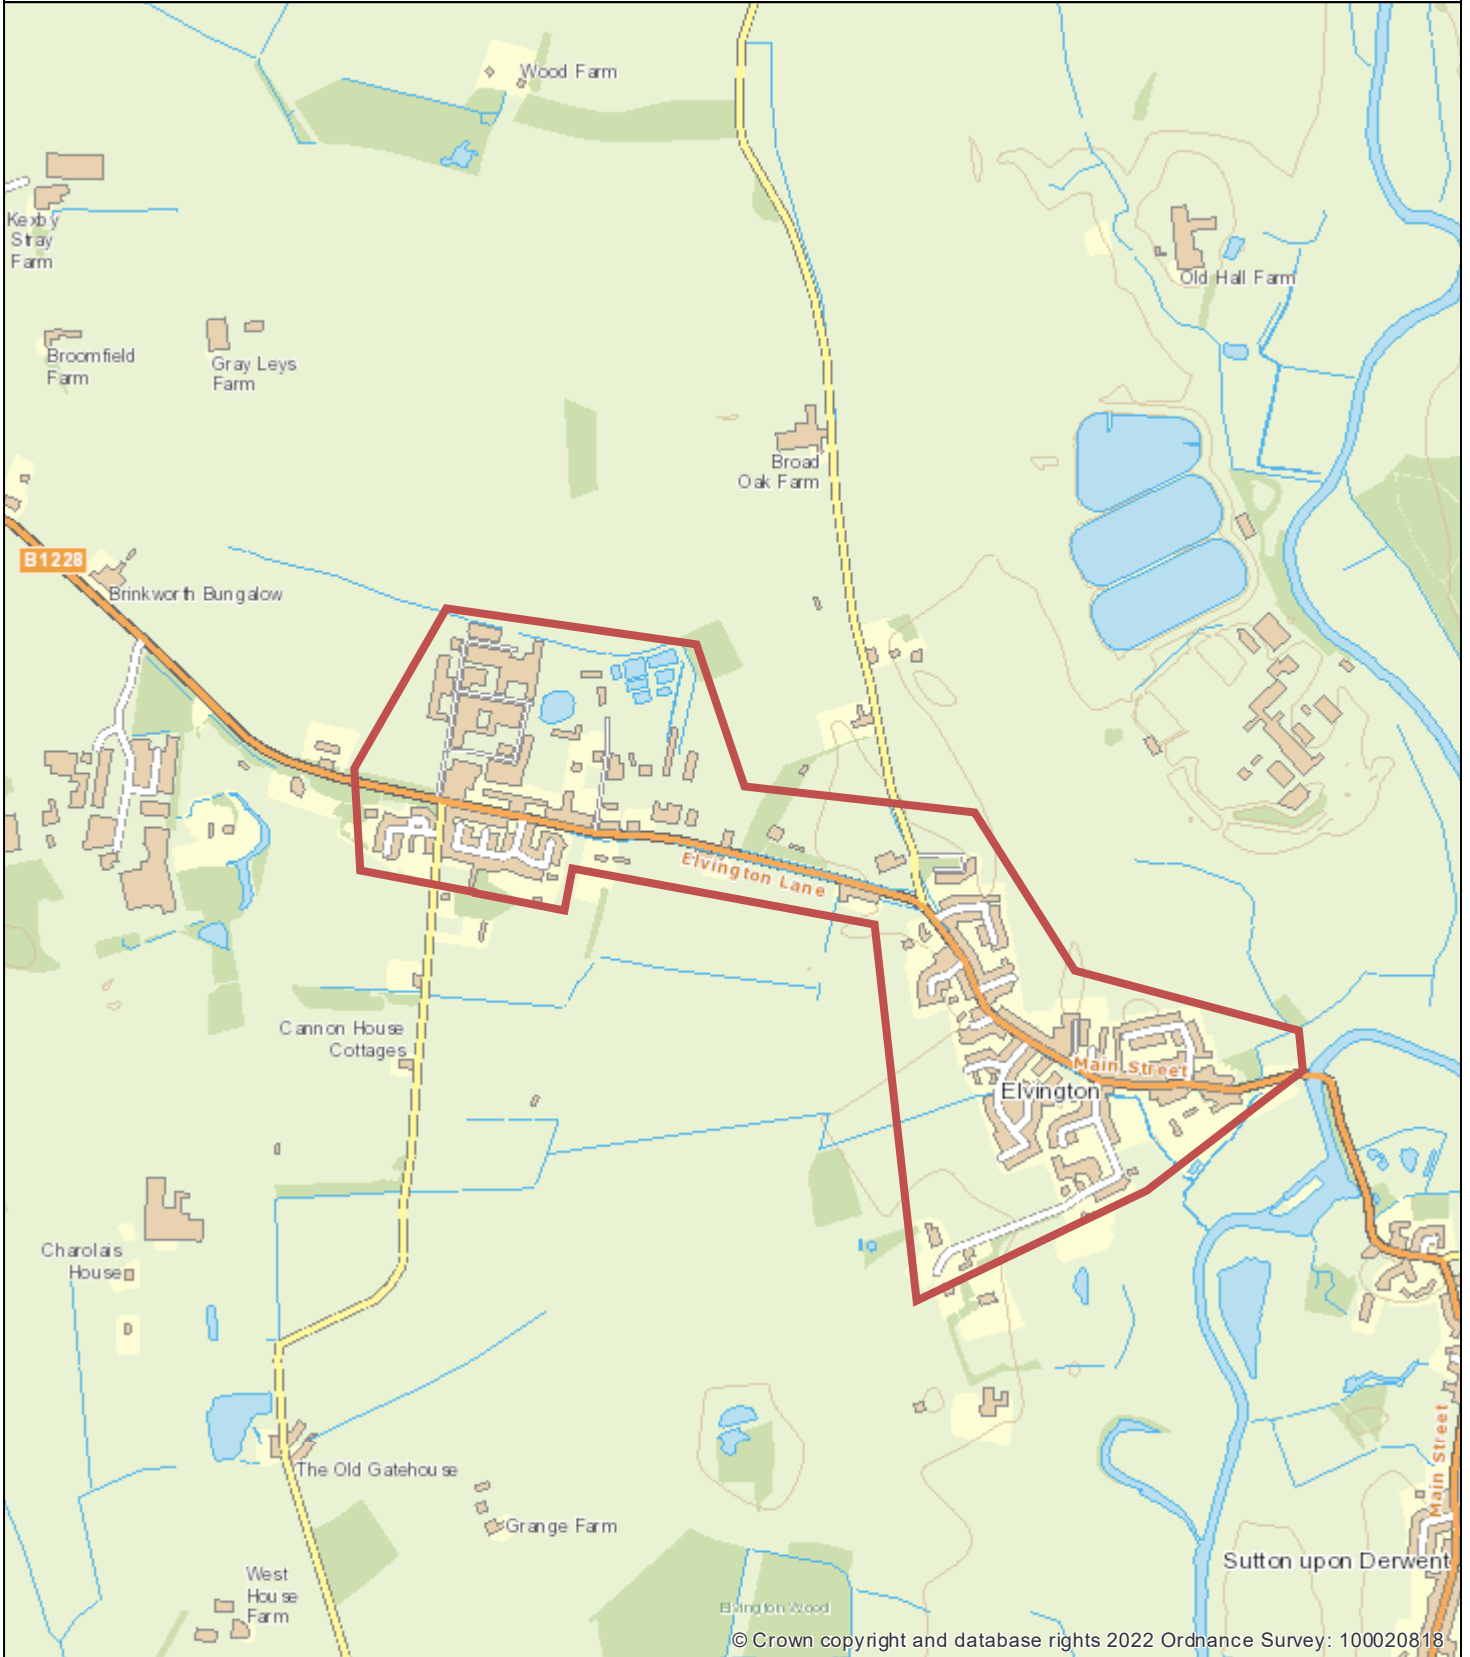 Wood Farm
Kexby
Stray
Farm
Old Hall Farm
Broomfield
Farm
Gray Leys
Farm
Broad
Oak Farm
B1228
Brinkworth Bungalow
Elvington Lane
Cannon House
Cottages
Main Street
Elvington
Charolais
House
The Old Gatehouse
Grange Farm
Main Street
Sutton upon Derwent
West
House
Farm
Elvington Wood
© Crown copyright and database rights 2022 Ordnance Survey: 100020818